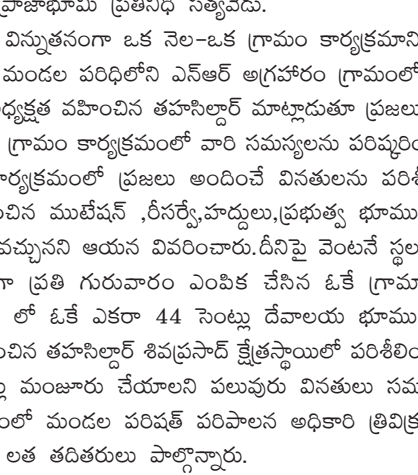 ప్రాజాభూమి ప్రతినిధి సత్యవేడు.
విన్నుతనంగా ఒక నెల-ఒక గ్రామం కార్యక్రమాని
మండల పరిధిలోని ఎన్ఆర్ అగ్రహారం గ్రామంలో
ధ్యక్షత వహించిన తహసిల్దార్ మాట్లాడుతూ ప్రజలు
గ్రామం కార్యక్రమంలో వారి సమస్యలను పరిష్కరిం
ార్యక్రమంలో ప్రజలు అందించే వినతులను పరిశీ
ంచిన ముటేషన్ ,రీసర్వే,హద్దులు,ప్రభుత్వ భూము
వచ్చునని ఆయన వివరించారు.దీనిపై వెంటనే స్థల
గా ప్రతి గురువారం ఎంపిక చేసిన ఓకే గ్రామా
లో ఓకే ఎకరా 44 సెంట్లు దేవాలయ భూము
ంచిన తహసిల్దార్ శివప్రసాద్ క్షేత్రస్థాయిలో పరిశీలిం
ట్లు మంజూరు చేయాలని పలువురు వినతులు సమ
ంలో మండల పరిషత్ పరిపాలన అధికారి త్రివిక్ర
లత తదితరులు పాల్గొన్నారు.